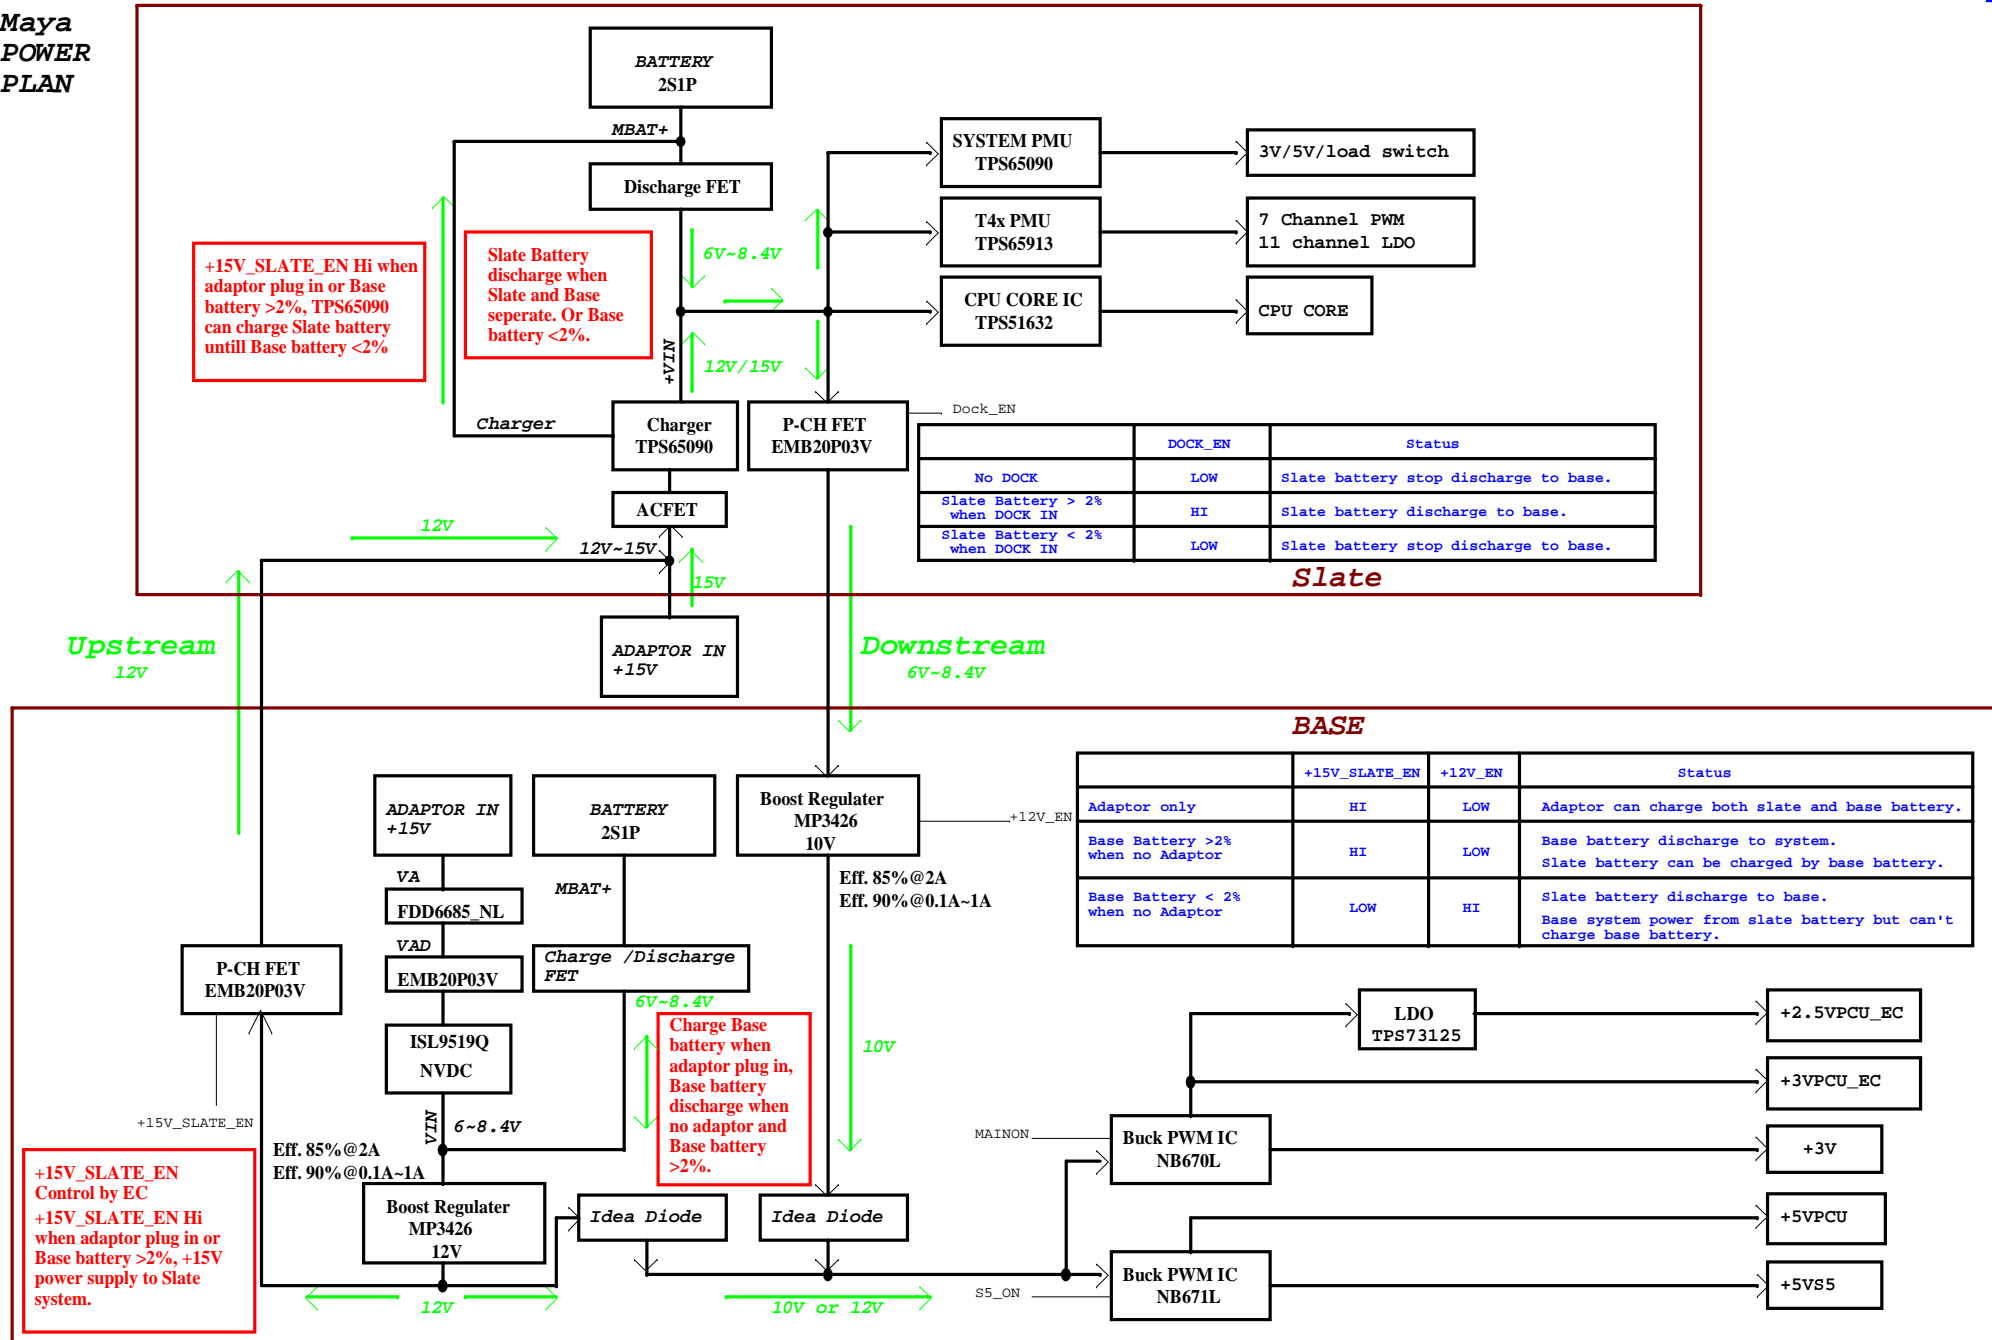 Maya
POWER
PLAN
BATTERY
2S1P
MBAT+
Discharge FET
SYSTEM PMU
TPS65090
3V/5V/load switch
T4x PMU
TPS65913
7 Channel PWM
11 channel LDO
CPU CORE IC
TPS51632
CPU CORE
+15V_SLATE_EN Hi when
adaptor plug in or Base
battery >2%, TPS65090
can charge Slate battery
untill Base battery <2%
Slate Battery
discharge when
Slate and Base
seperate. Or Base
battery <2%.
6V~8.4V
+VIN
12V/15V
Charger
Charger
TPS65090
P-CH FET
EMB20P03V
Dock_EN
ACFET
12V
12V~15V
15V
DOCK_EN
Status
No DOCK
LOW
Slate battery stop discharge to base.
Slate Battery > 2%
when DOCK IN
HI
Slate battery discharge to base.
Slate Battery < 2%
when DOCK IN
LOW
Slate battery stop discharge to base.
Slate
ADAPTOR IN
+15V
Upstream
12V
Downstream
6V~8.4V
BASE
ADAPTOR IN
+15V
BATTERY
2S1P
Boost Regulater
MP3426
10V
+12V_EN
+15V_SLATE_EN
+12V_EN
Status
Adaptor only
HI
LOW
Adaptor can charge both slate and base battery.
Base Battery >2%
when no Adaptor
HI
LOW
Base battery discharge to system.
Slate battery can be charged by base battery.
Base Battery < 2%
when no Adaptor
LOW
HI
Slate battery discharge to base.
Base system power from slate battery but can't
charge base battery.
VA
FDD6685_NL
MBAT+
Eff. 85%@2A
Eff. 90%@0.1A~1A
VAD
EMB20P03V
Charge /Discharge
FET
P-CH FET
EMB20P03V
6V~8.4V
ISL9519Q
NVDC
Charge Base
battery when
adaptor plug in,
Base battery
discharge when
no adaptor and
Base battery
>2%.
10V
LDO
TPS73125
+2.5VPCU_EC
+3VPCU_EC
+15V_SLATE_EN
VIN
6~8.4V
MAINON
Buck PWM IC
NB670L
+3V
Eff. 85%@2A
Eff. 90%@0.1A~1A
+15V_SLATE_EN
Control by EC
+15V_SLATE_EN Hi
when adaptor plug in or
Base battery >2%, +15V
power supply to Slate
system.
Boost Regulater
MP3426
12V
Idea Diode
Idea Diode
+5VPCU
Buck PWM IC
NB671L
S5_ON
+5VS5
12V
10V or 12V